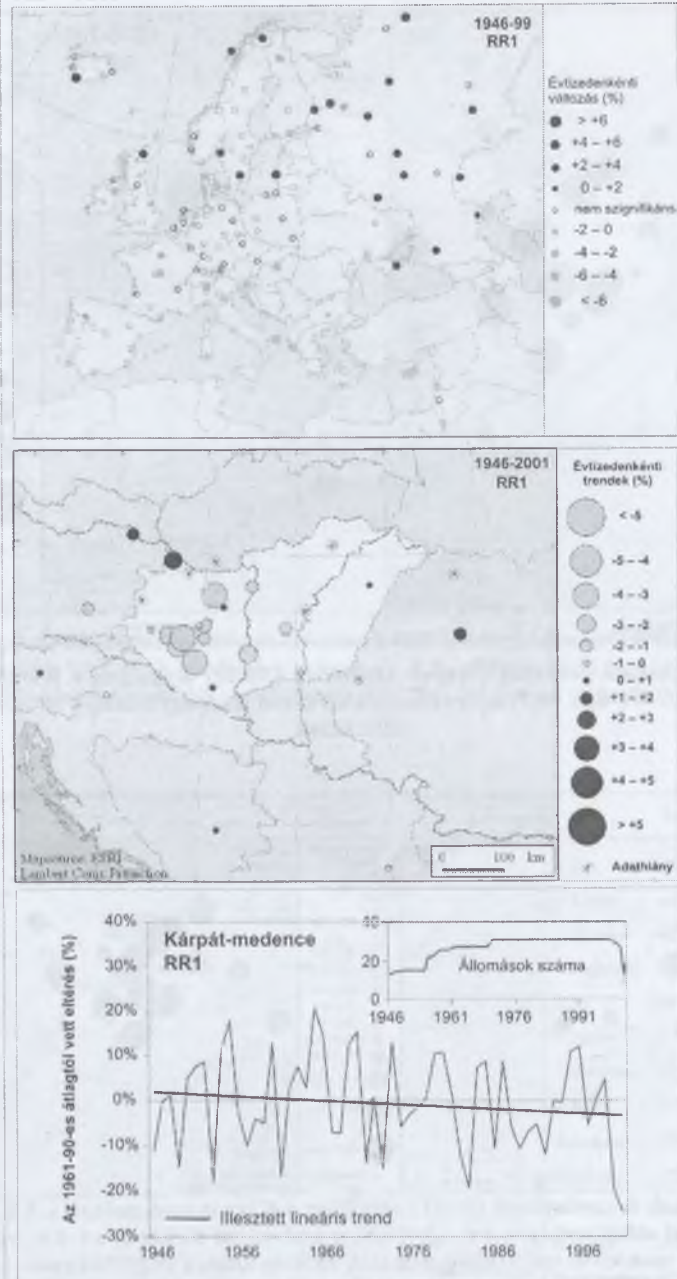 1946-99
RR1
Évtizedenkénti
változás (%)
> +6
+4 – +6
+2 – +4
0 – +2
nem szignifikáns
-2 – 0
-4 – -2
-6 – -4
< -6
1946-2001
RR1
Évtizedenkénti
trendek (%)
< -5
-5 – -4
-4 – -3
-3 – -2
-2 – -1
-1 – 0
0 – +1
+1 – +2
+2 – +3
+3 – +4
+4 – +5
> +5
Adathiány
Mapsource: ESRI
Lambert Conic Projection
0 100 km
Az 1961-90-es átlagtól vett eltérés (%)
40%
30%
20%
10%
0%
-10%
-20%
-30%
Kárpát-medence
RR1
40
20
0
Állomások száma
1946 1961 1976 1991
Illesztett lineáris trend
1946 1956 1966 1976 1986 1996